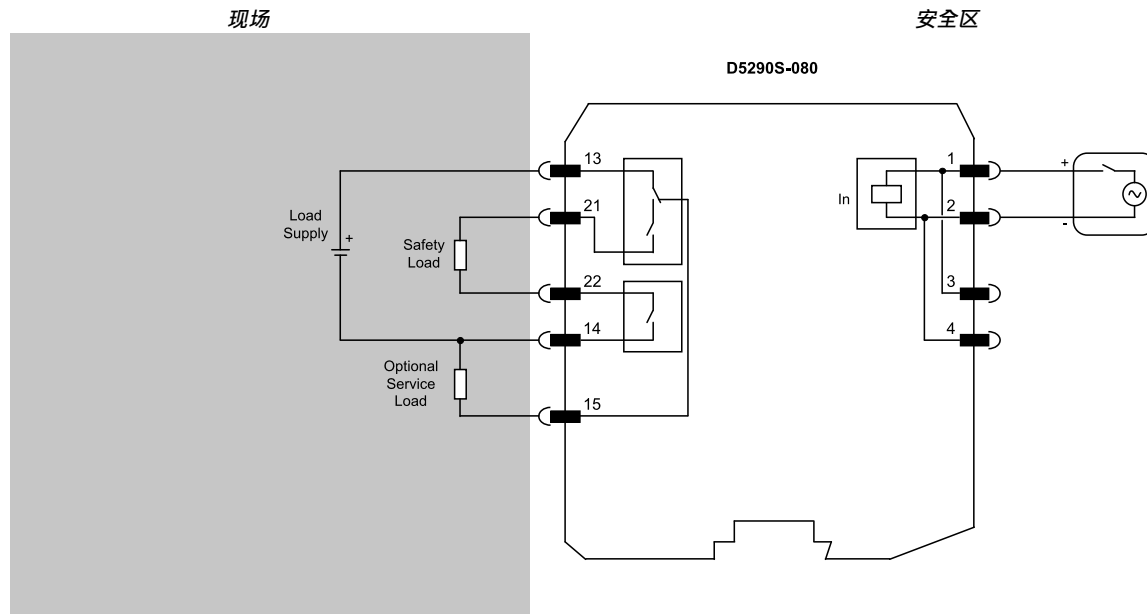 现场
安全区
D5290S-080
13
21
22
14
15
Load
Supply
+
Safety
Load
Optional
Service
Load
In
1
2
3
4
+
-